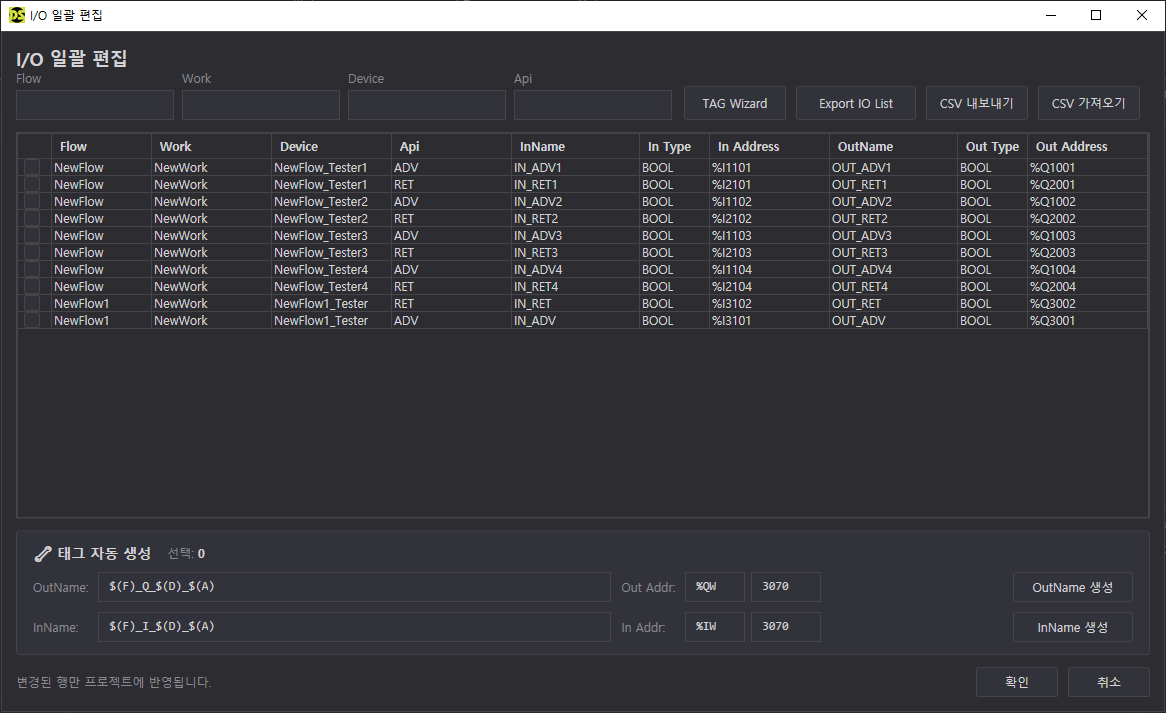 DS I/O 일괄 편집
I/O 일괄 편집
Flow Work Device Api
TAG Wizard Export IO List CSV 내보내기 CSV 가져오기
Flow Work Device Api InName In Type In Address OutName Out Type Out Address
NewFlow NewWork NewFlow_Tester1 ADV IN_ADV1 BOOL %I1101 OUT_ADV1 BOOL %Q1001
NewFlow NewWork NewFlow_Tester1 RET IN_RET1 BOOL %I2101 OUT_RET1 BOOL %Q2001
NewFlow NewWork NewFlow_Tester2 ADV IN_ADV2 BOOL %I1102 OUT_ADV2 BOOL %Q1002
NewFlow NewWork NewFlow_Tester2 RET IN_RET2 BOOL %I2102 OUT_RET2 BOOL %Q2002
NewFlow NewWork NewFlow_Tester3 ADV IN_ADV3 BOOL %I1103 OUT_ADV3 BOOL %Q1003
NewFlow NewWork NewFlow_Tester3 RET IN_RET3 BOOL %I2103 OUT_RET3 BOOL %Q2003
NewFlow NewWork NewFlow_Tester4 ADV IN_ADV4 BOOL %I1104 OUT_ADV4 BOOL %Q1004
NewFlow NewWork NewFlow_Tester4 RET IN_RET4 BOOL %I2104 OUT_RET4 BOOL %Q2004
NewFlow1 NewWork NewFlow1_Tester RET IN_RET BOOL %I3102 OUT_RET BOOL %Q3002
NewFlow1 NewWork NewFlow1_Tester ADV IN_ADV BOOL %I3101 OUT_ADV BOOL %Q3001
태그 자동 생성 선택: 0
OutName: $(F)_Q_$(D)_$(A) Out Addr: %QW 3070 OutName 생성
InName: $(F)_I_$(D)_$(A) In Addr: %IW 3070 InName 생성
변경된 행만 프로젝트에 반영됩니다. 확인 취소